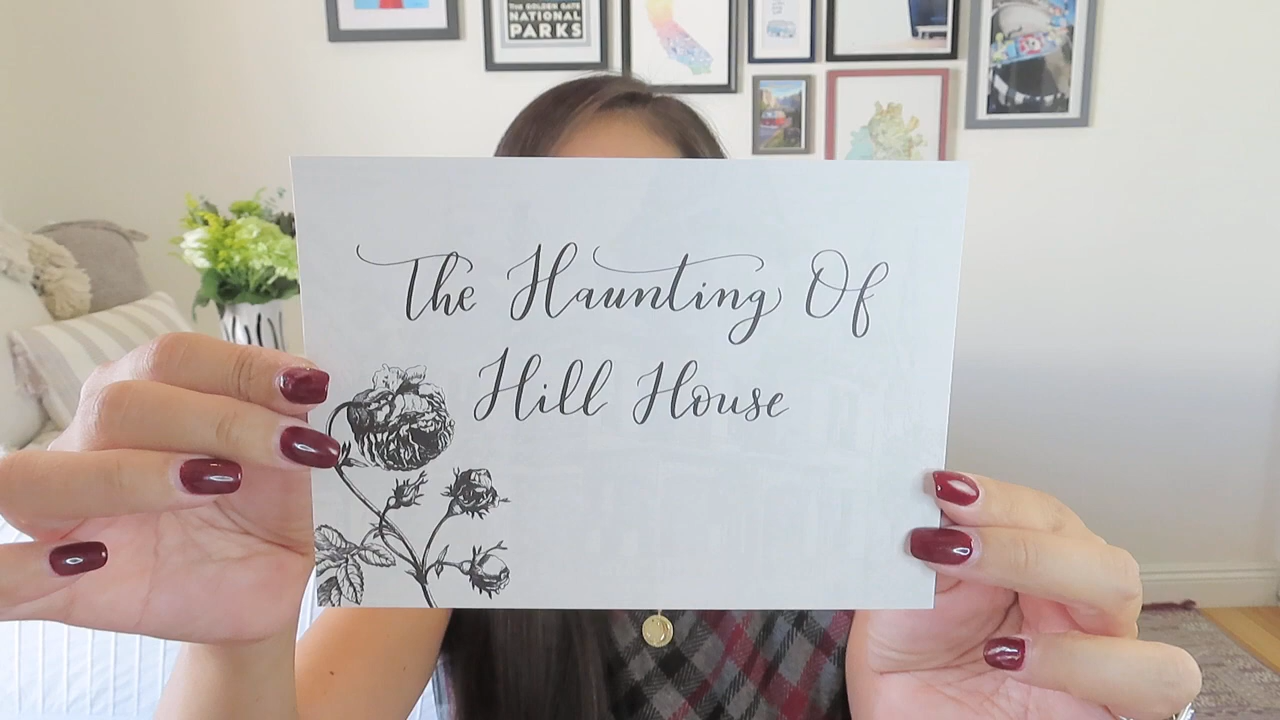 THE GOLDEN GATE
NATIONAL
PARKS
The Haunting Of
Hill House